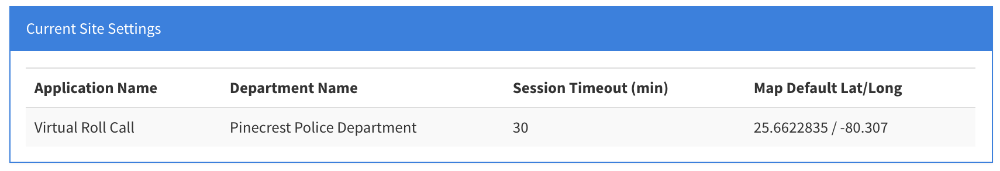 Current Site Settings
Application Name Department Name Session Timeout (min) Map Default Lat/Long
Virtual Roll Call Pinecrest Police Department 30 25.6622835 / -80.307